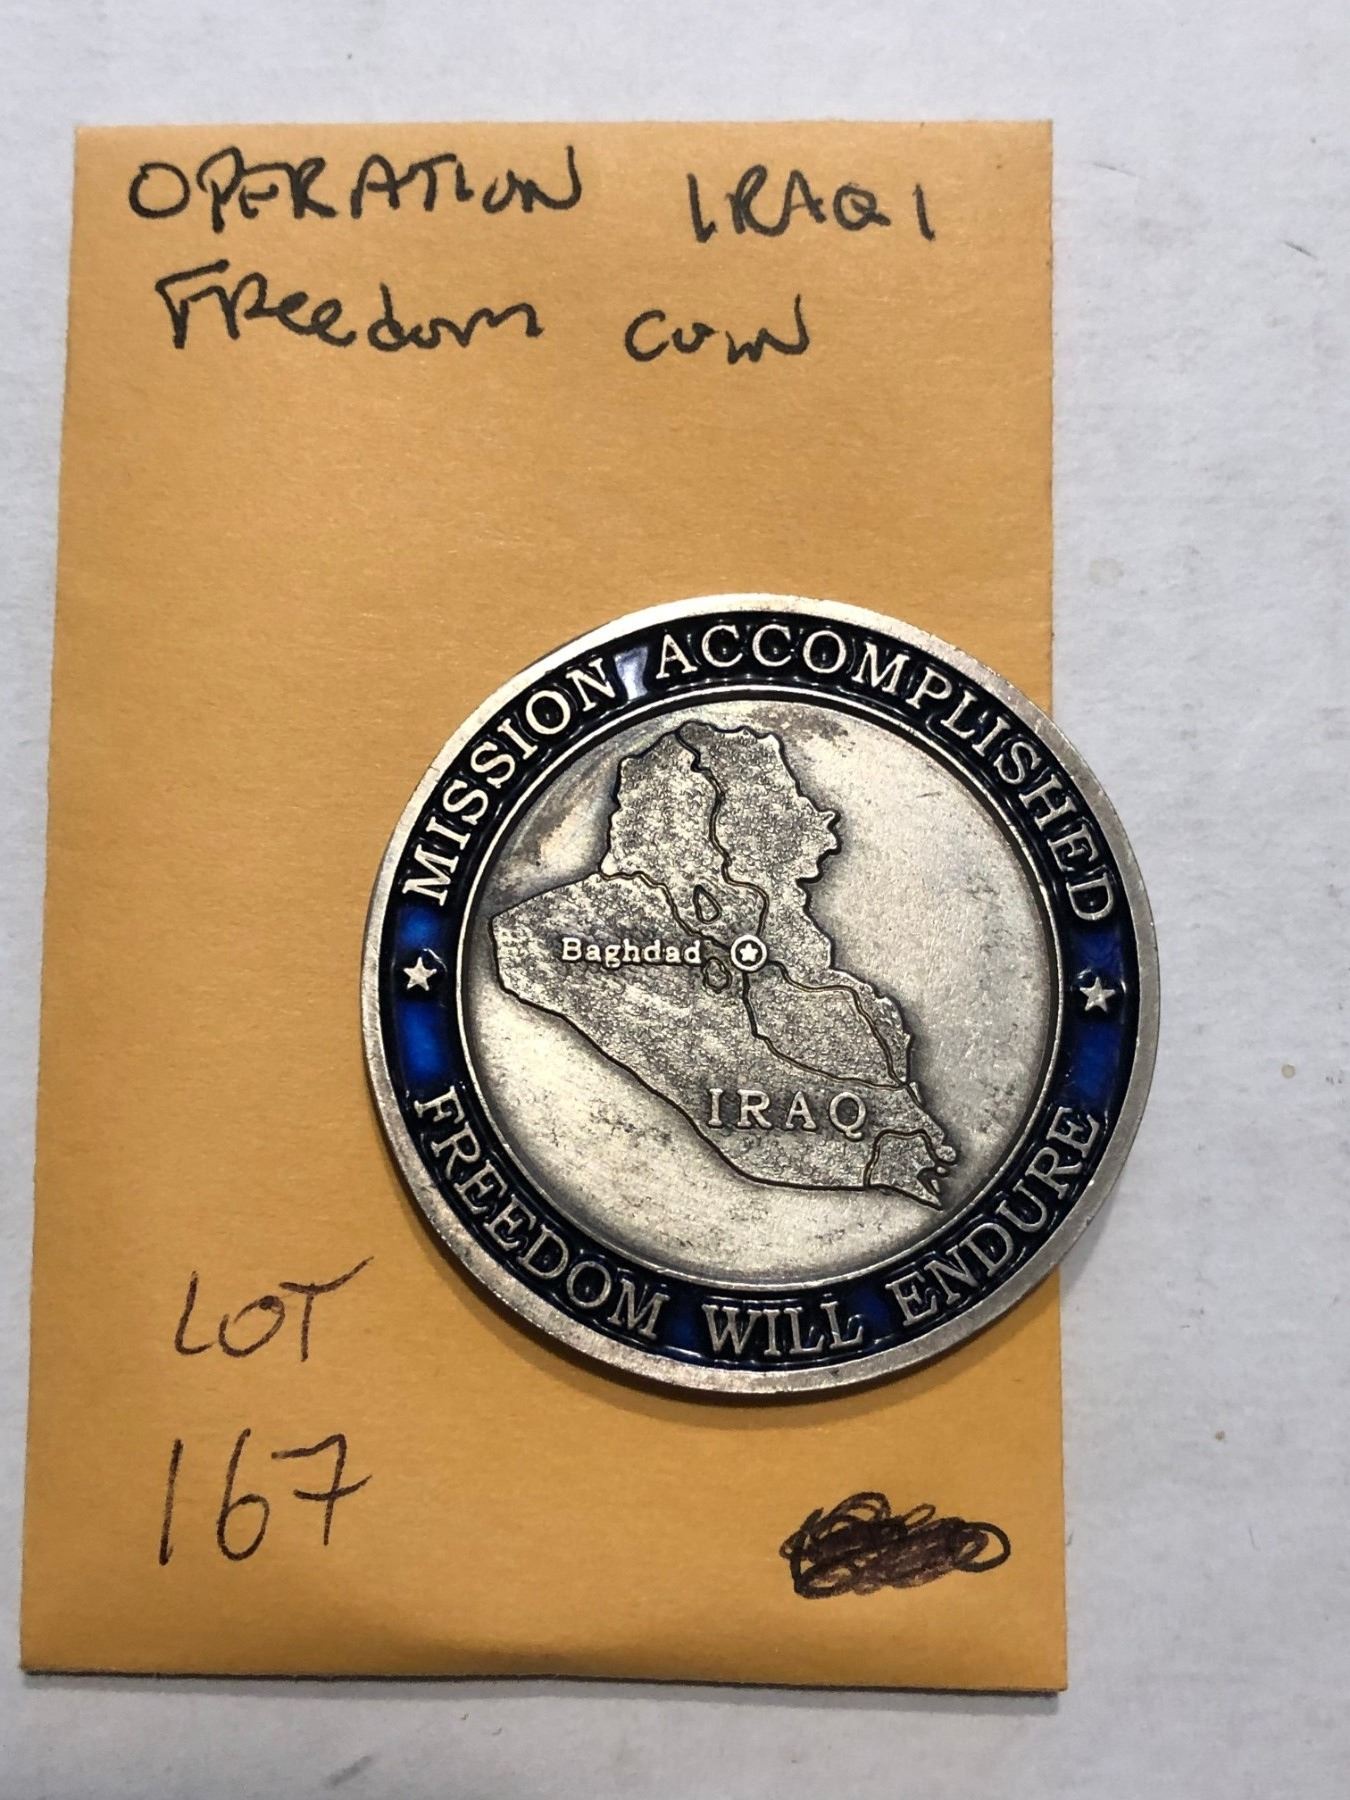 OPERATION IRAQI
Freedom coin
MISSION ACCOMPLISHED
Baghdad
IRAQ
FREEDOM WILL ENDURE
LOT
167